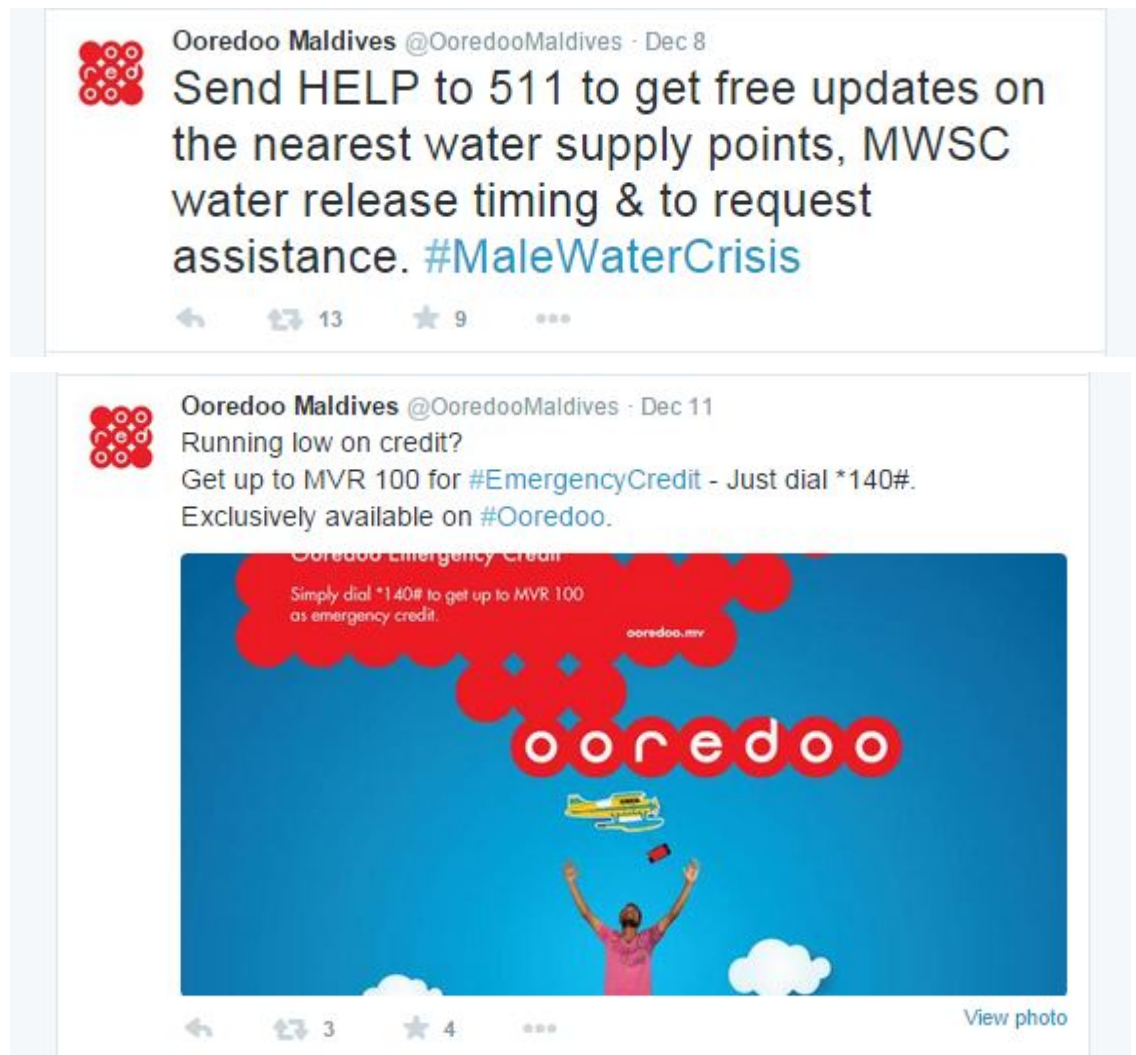 Ooredoo Maldives @OoredooMaldives · Dec 8
Send HELP to 511 to get free updates on
the nearest water supply points, MWSC
water release timing & to request
assistance. #MaleWaterCrisis
13 9
ored
oo
Ooredoo Maldives @OoredooMaldives · Dec 11
Running low on credit?
Get up to MVR 100 for #EmergencyCredit - Just dial *140#.
Exclusively available on #Ooredoo.
Ooredoo Emergency Credit
Simply dial *140# to get up to MVR 100
as emergency credit.
ooredoo.mv
ooredoo
View photo
3 4